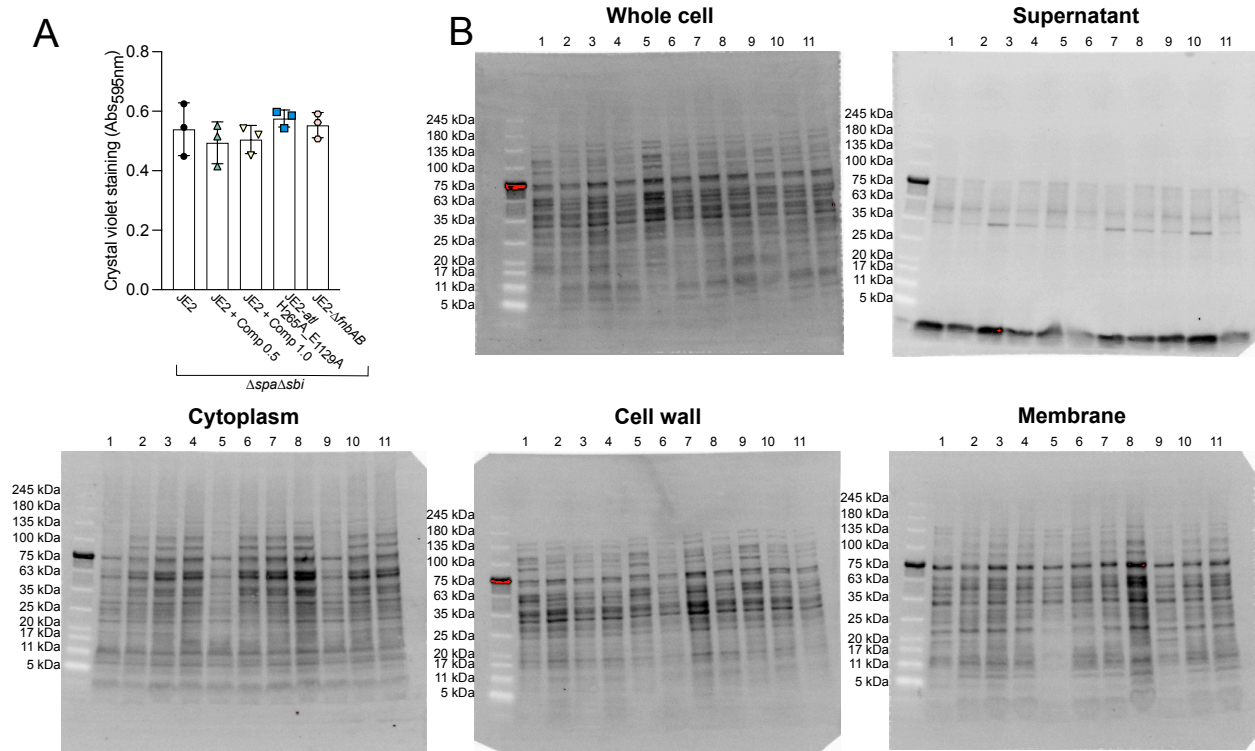 A
Crystal violet staining (Abs595nm)
0.8
0.6
0.4
0.2
0.0
JE2
JE2 + Comp 0.5
JE2 + Comp 1.0
JE2-atl
H265A_E1129A
JE2-ΔfnbAB
ΔspaΔsbi
B
Whole cell
1 2 3 4 5 6 7 8 9 10 11
245 kDa
180 kDa
135 kDa
100 kDa
75 kDa
63 kDa
35 kDa
25 kDa
20 kDa
17 kDa
11 kDa
5 kDa
Supernatant
1 2 3 4 5 6 7 8 9 10 11
245 kDa
180 kDa
135 kDa
100 kDa
75 kDa
63 kDa
35 kDa
25 kDa
20 kDa
17 kDa
11 kDa
5 kDa
Cytoplasm
1 2 3 4 5 6 7 8 9 10 11
245 kDa
180 kDa
135 kDa
100 kDa
75 kDa
63 kDa
35 kDa
25 kDa
20 kDa
17 kDa
11 kDa
5 kDa
Cell wall
1 2 3 4 5 6 7 8 9 10 11
245 kDa
180 kDa
135 kDa
100 kDa
75 kDa
63 kDa
35 kDa
25 kDa
20 kDa
17 kDa
11 kDa
5 kDa
Membrane
1 2 3 4 5 6 7 8 9 10 11
245 kDa
180 kDa
135 kDa
100 kDa
75 kDa
63 kDa
35 kDa
20 kDa
25 kDa
17 kDa
11 kDa
5 kDa